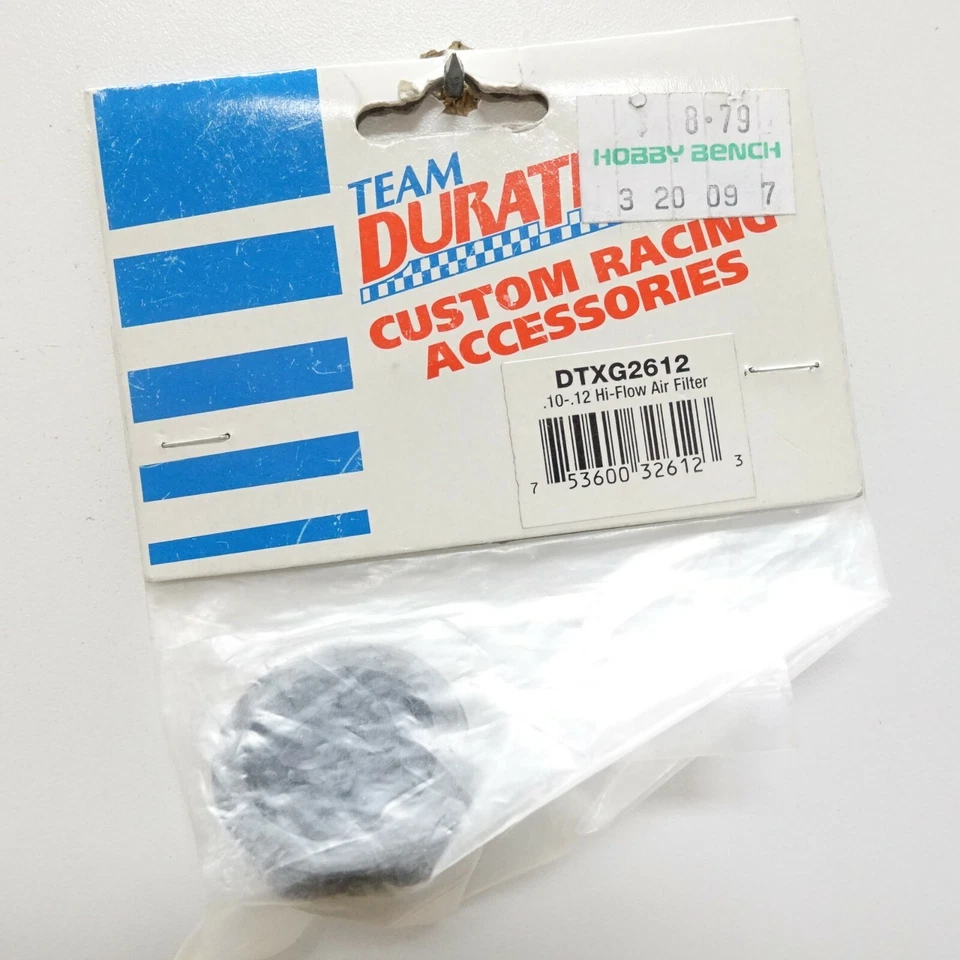 $ 8.79
HOBBY BENCH
3 20 09 7
TEAM
DURAT
CUSTOM RACING
ACCESSORIES
DTXG2612
.10-.12 Hi-Flow Air Filter
7 53600 32612 3